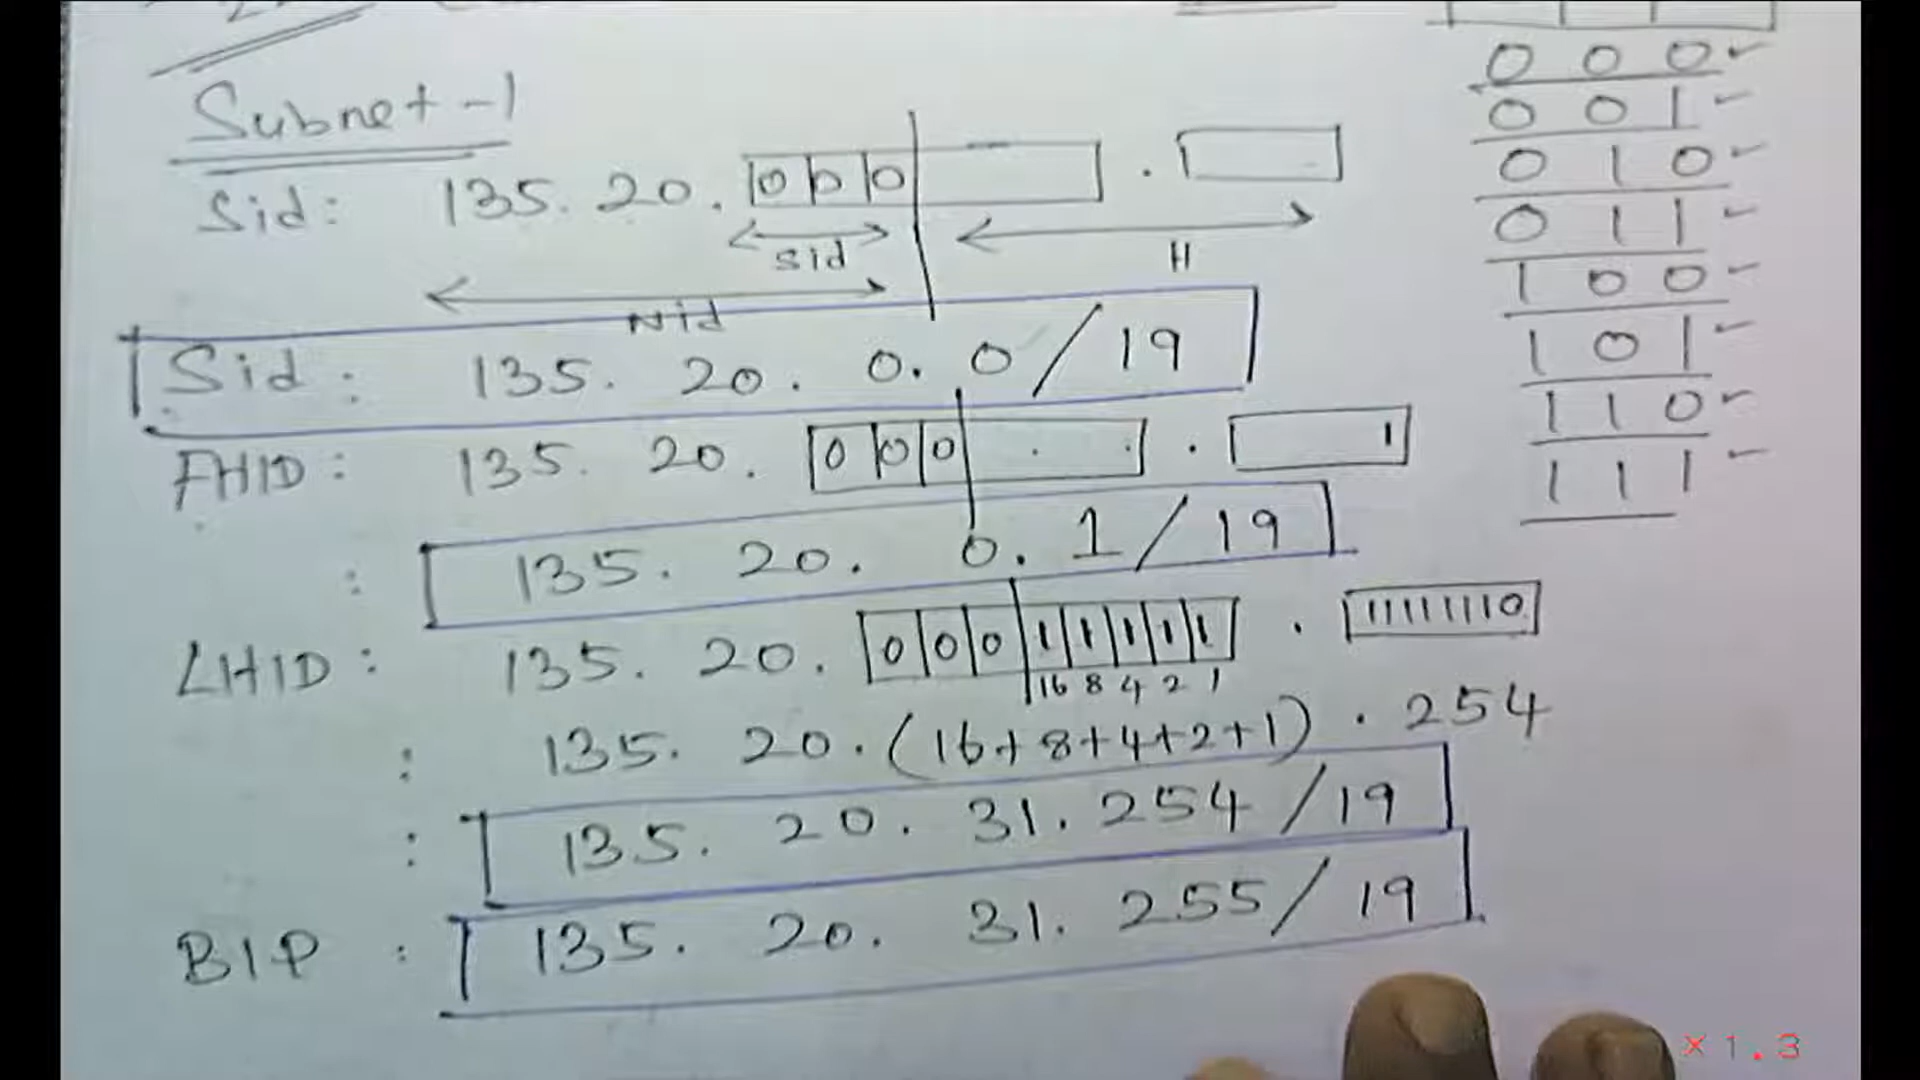 Subnet-1
Sid: 135. 20. 0 0 0 .
sid H
Nid
Sid: 135. 20. 0. 0/19
FHID: 135. 20. 0 0 0 . 1
: 135. 20. 0. 1/19
LHID: 135. 20. 0 0 0 1 1 1 1 1 . 11111110
16 8 4 2 1
: 135. 20. (16+8+4+2+1) . 254
: 135. 20. 31. 254/19
BIP : 135. 20. 31. 255/19
0 0 0 ✓
0 0 1 ✓
0 1 0 ✓
0 1 1 ✓
1 0 0 ✓
1 0 1 ✓
1 1 0 ✓
1 1 1 ✓
×1.3